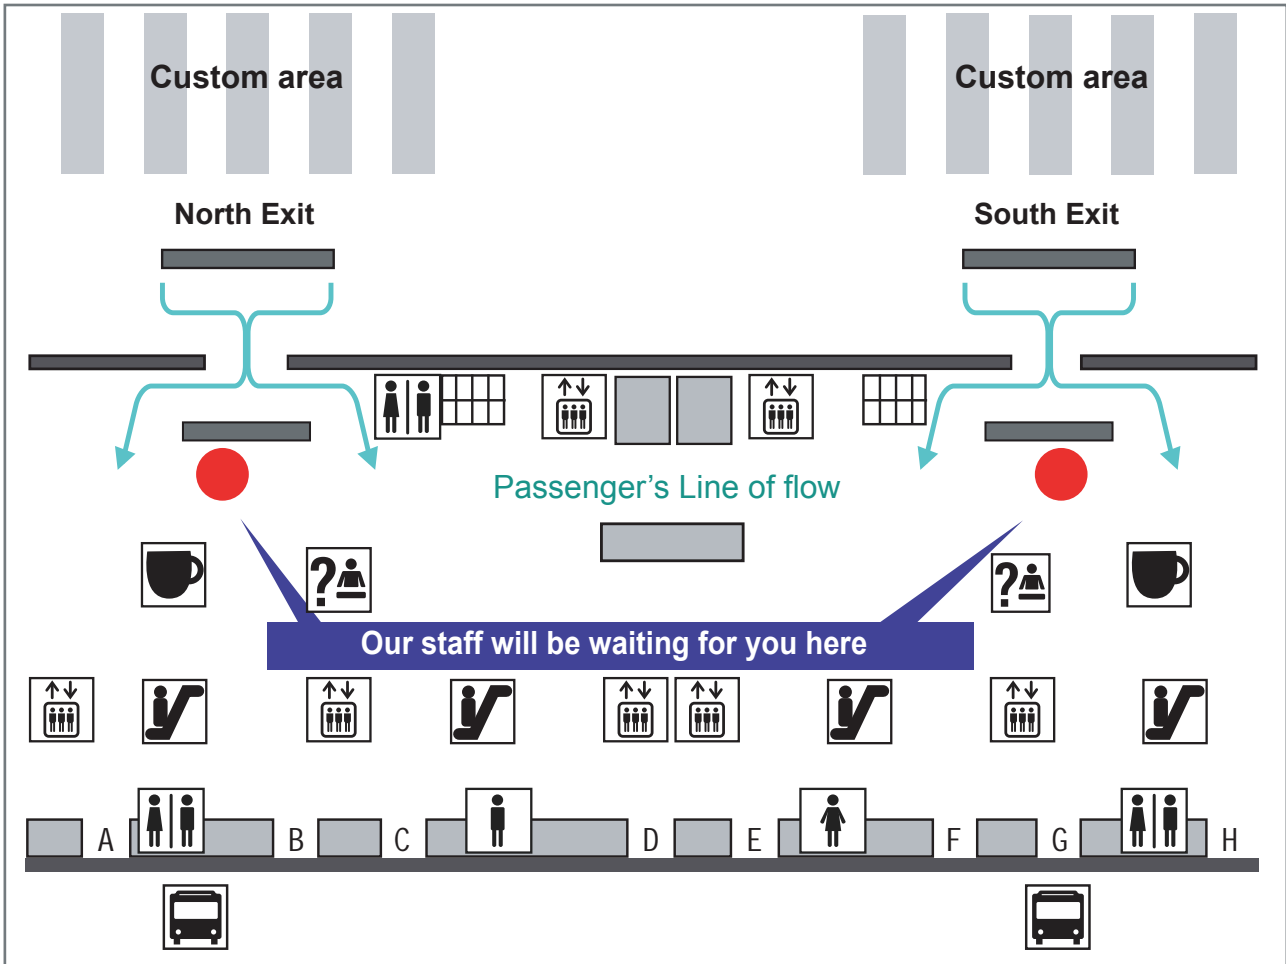 Custom area
Custom area
North Exit
South Exit
Passenger's Line of flow
?
?
Our staff will be waiting for you here
A B C D E F G H